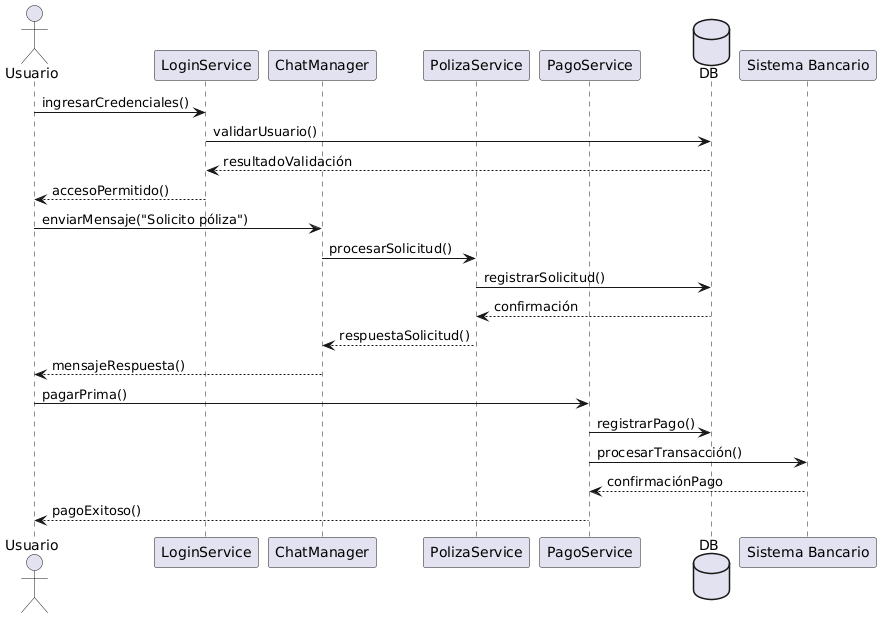 Usuario
LoginService
ChatManager
PolizaService
PagoService
DB
Sistema Bancario
ingresarCredenciales()
validarUsuario()
resultadoValidación
accesoPermitido()
enviarMensaje("Solicito póliza")
procesarSolicitud()
registrarSolicitud()
confirmación
respuestaSolicitud()
mensajeRespuesta()
pagarPrima()
registrarPago()
procesarTransacción()
confirmaciónPago
pagoExitoso()
Usuario
LoginService
ChatManager
PolizaService
PagoService
DB
Sistema Bancario